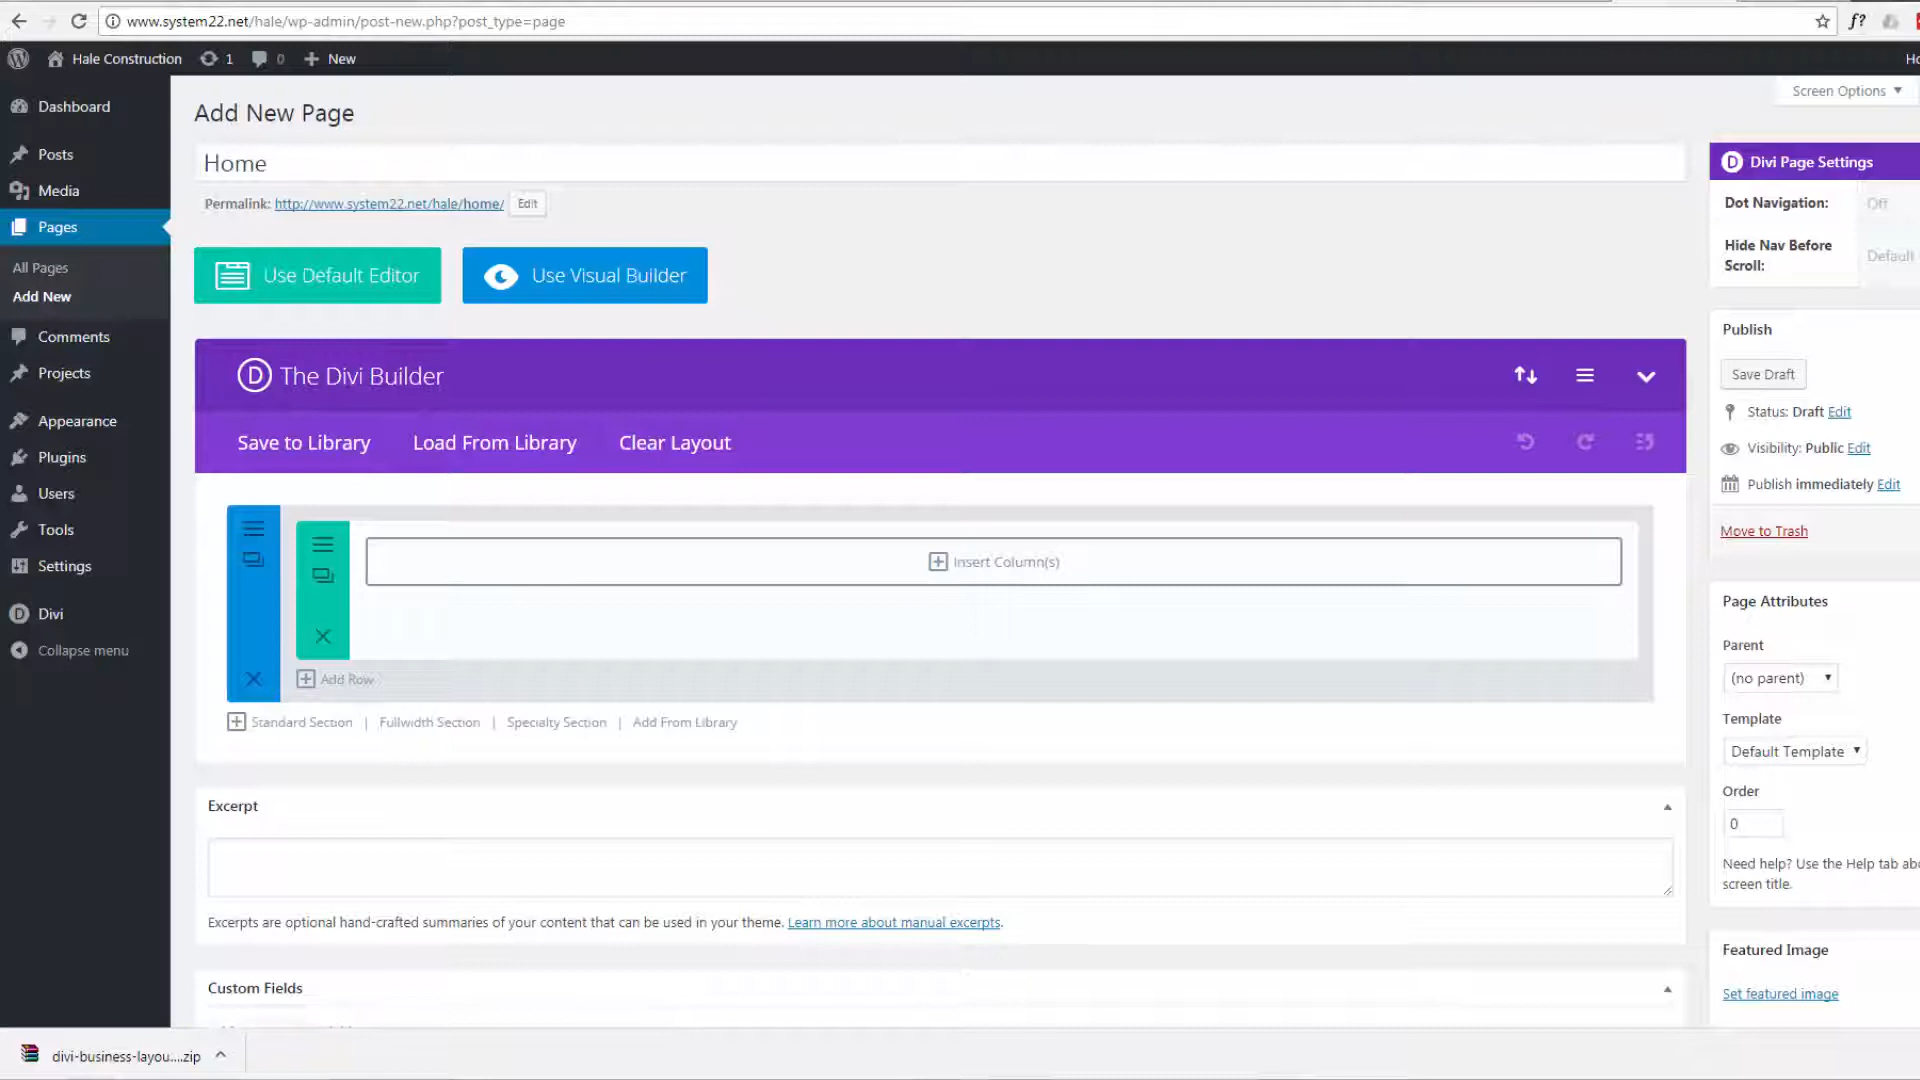 www.system22.net/hale/wp-admin/post-new.php?post_type=page
f?
Hale Construction
1
0
New
Dashboard
Posts
Media
Pages
All Pages
Add New
Comments
Projects
Appearance
Plugins
Users
Tools
Settings
Divi
Collapse menu
Screen Options
Add New Page
Home
Permalink: http://www.system22.net/hale/home/ Edit
Use Default Editor
Use Visual Builder
The Divi Builder
Save to Library
Load From Library
Clear Layout
Insert Column(s)
Add Row
Standard Section | Fullwidth Section | Specialty Section | Add From Library
Excerpt
Excerpts are optional hand-crafted summaries of your content that can be used in your theme. Learn more about manual excerpts.
Custom Fields
Divi Page Settings
Dot Navigation: Off
Hide Nav Before
Scroll:
Default
Publish
Save Draft
Status: Draft Edit
Visibility: Public Edit
Publish immediately Edit
Move to Trash
Page Attributes
Parent
(no parent)
Template
Default Template
Order
0
Need help? Use the Help tab
screen title.
Featured Image
Set featured image
divi-business-layou....zip